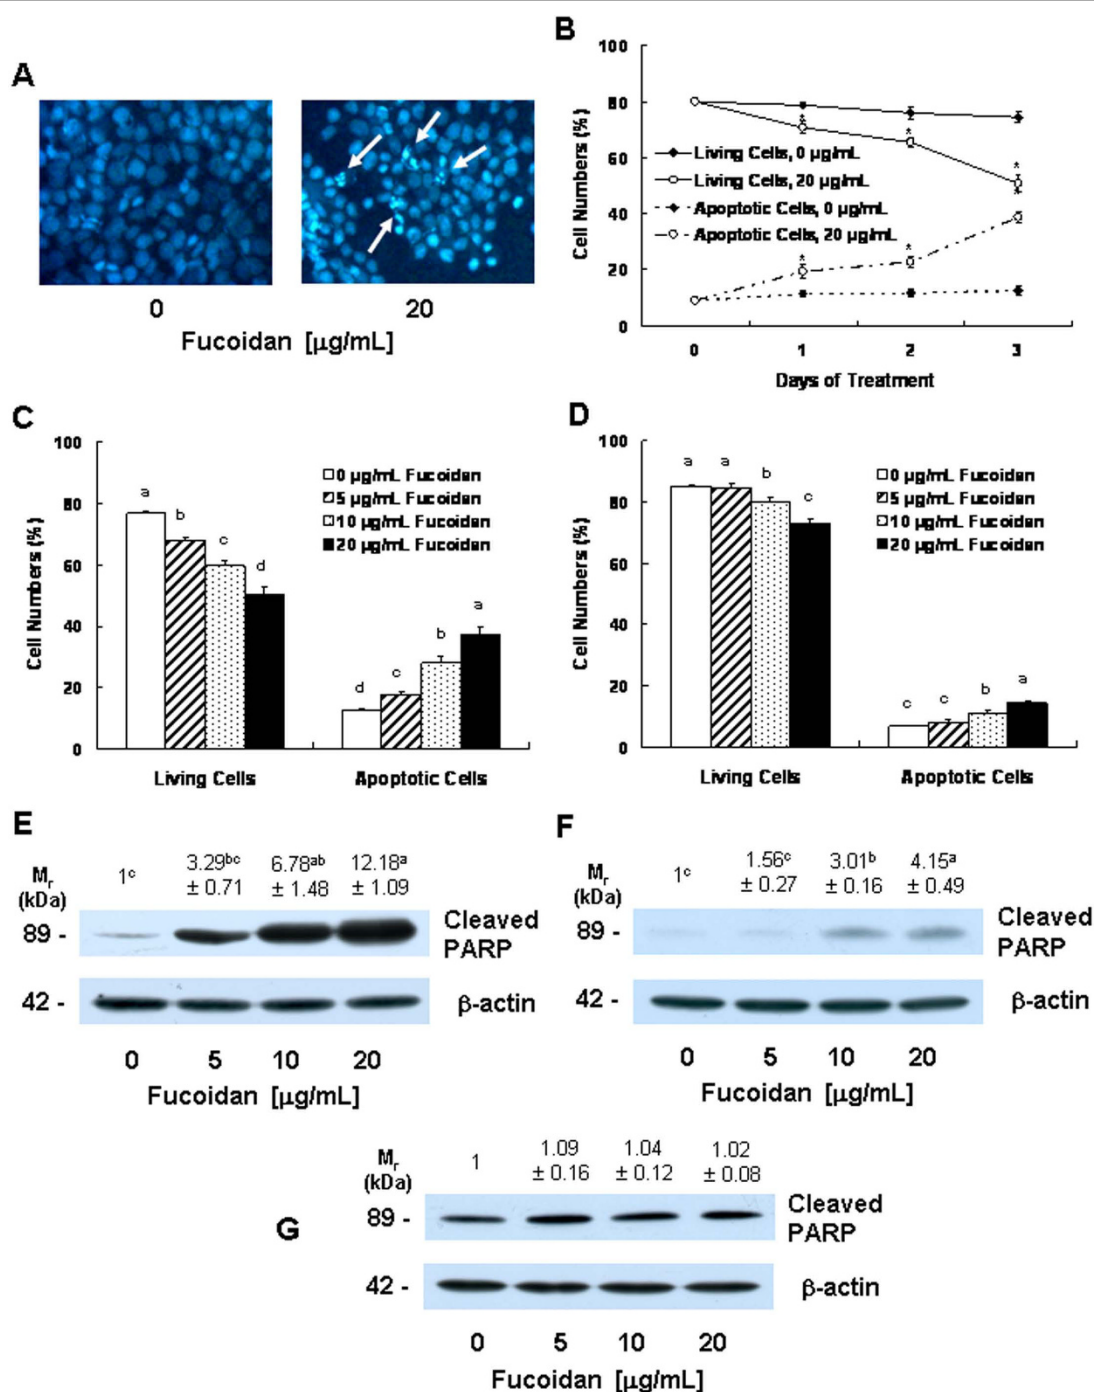 A
0
20
Fucoidan [μg/mL]
B
100
80
60
40
20
0
Cell Numbers (%)
Living Cells, 0 μg/mL
Living Cells, 20 μg/mL
Apoptotic Cells, 0 μg/mL
Apoptotic Cells, 20 μg/mL
*
*
*
*
*
*
0 1 2 3
Days of Treatment
C
100
80
60
40
20
0
Cell Numbers (%)
0 μg/mL Fucoidan
5 μg/mL Fucoidan
10 μg/mL Fucoidan
20 μg/mL Fucoidan
a b c d
d c b a
Living Cells Apoptotic Cells
D
100
80
60
40
20
0
Cell Numbers (%)
0 μg/mL Fucoidan
5 μg/mL Fucoidan
10 μg/mL Fucoidan
20 μg/mL Fucoidan
a a b c
c c b a
Living Cells Apoptotic Cells
E
Mr
(kDa)
1ᶜ 3.29ᵇᶜ 6.78ᵃᵇ 12.18ᵃ
± 0.71 ± 1.48 ± 1.09
89 -
Cleaved
PARP
42 -
β-actin
0 5 10 20
Fucoidan [μg/mL]
F
Mr
(kDa)
1ᶜ 1.56ᶜ 3.01ᵇ 4.15ᵃ
± 0.27 ± 0.16 ± 0.49
89 -
Cleaved
PARP
42 -
β-actin
0 5 10 20
Fucoidan [μg/mL]
G
Mr
(kDa)
1 1.09 1.04 1.02
± 0.16 ± 0.12 ± 0.08
89 -
Cleaved
PARP
42 -
β-actin
0 5 10 20
Fucoidan [μg/mL]